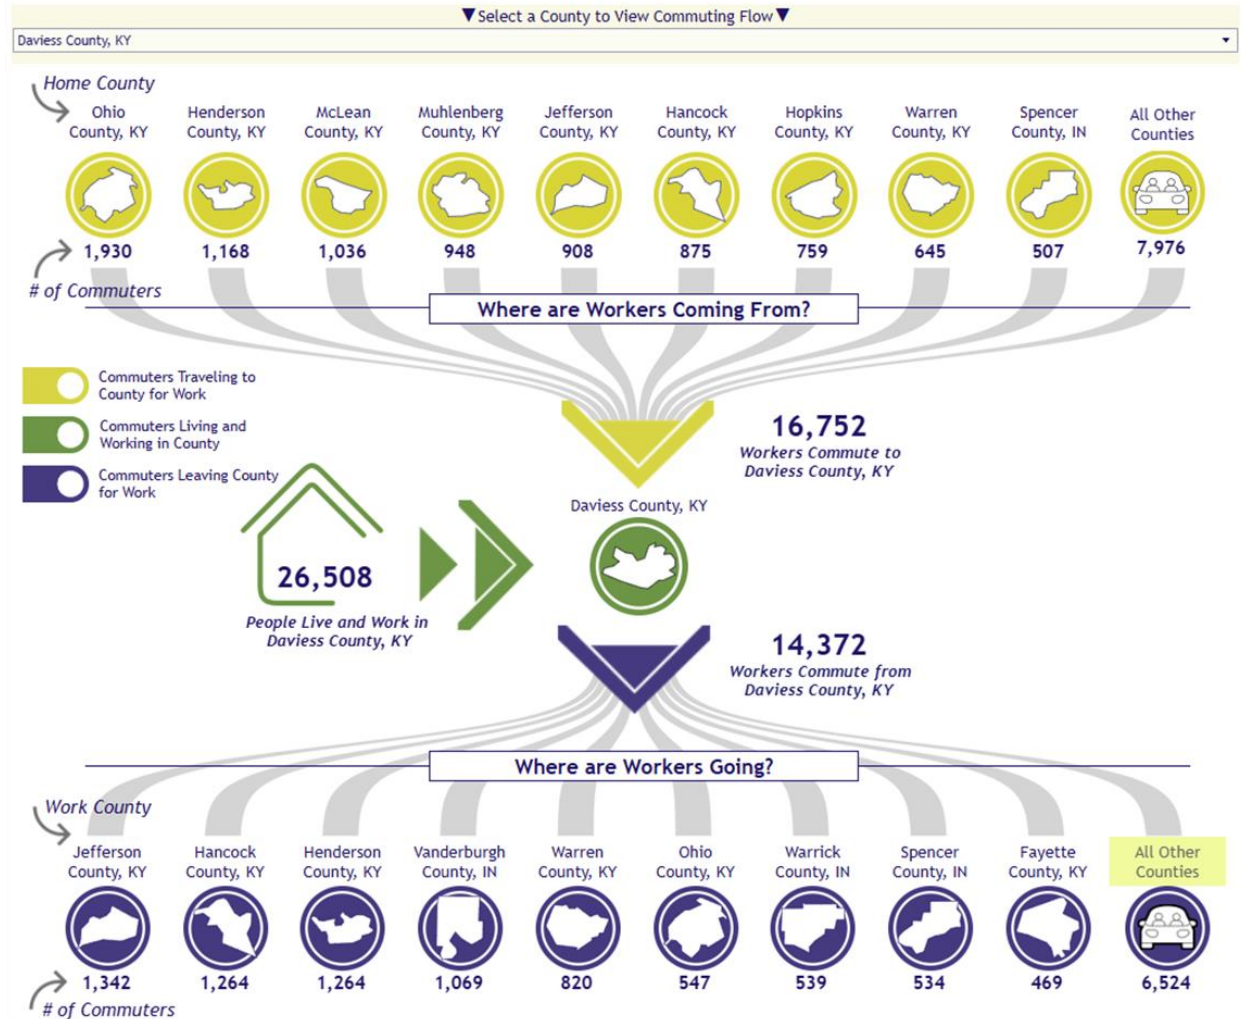 ▼Select a County to View Commuting Flow▼
Daviess County, KY
Home County
Ohio County, KY
Henderson County, KY
McLean County, KY
Muhlenberg County, KY
Jefferson County, KY
Hancock County, KY
Hopkins County, KY
Warren County, KY
Spencer County, IN
All Other Counties
1,930 1,168 1,036 948 908 875 759 645 507 7,976
# of Commuters
Where are Workers Coming From?
Commuters Traveling to
County for Work
Commuters Living and
Working in County
Commuters Leaving County
for Work
16,752
Workers Commute to
Daviess County, KY
Daviess County, KY
26,508
People Live and Work in
Daviess County, KY
14,372
Workers Commute from
Daviess County, KY
Where are Workers Going?
Work County
Jefferson County, KY
Hancock County, KY
Henderson County, KY
Vanderburgh County, IN
Warren County, KY
Ohio County, KY
Warrick County, IN
Spencer County, IN
Fayette County, KY
All Other Counties
1,342 1,264 1,264 1,069 820 547 539 534 469 6,524
# of Commuters